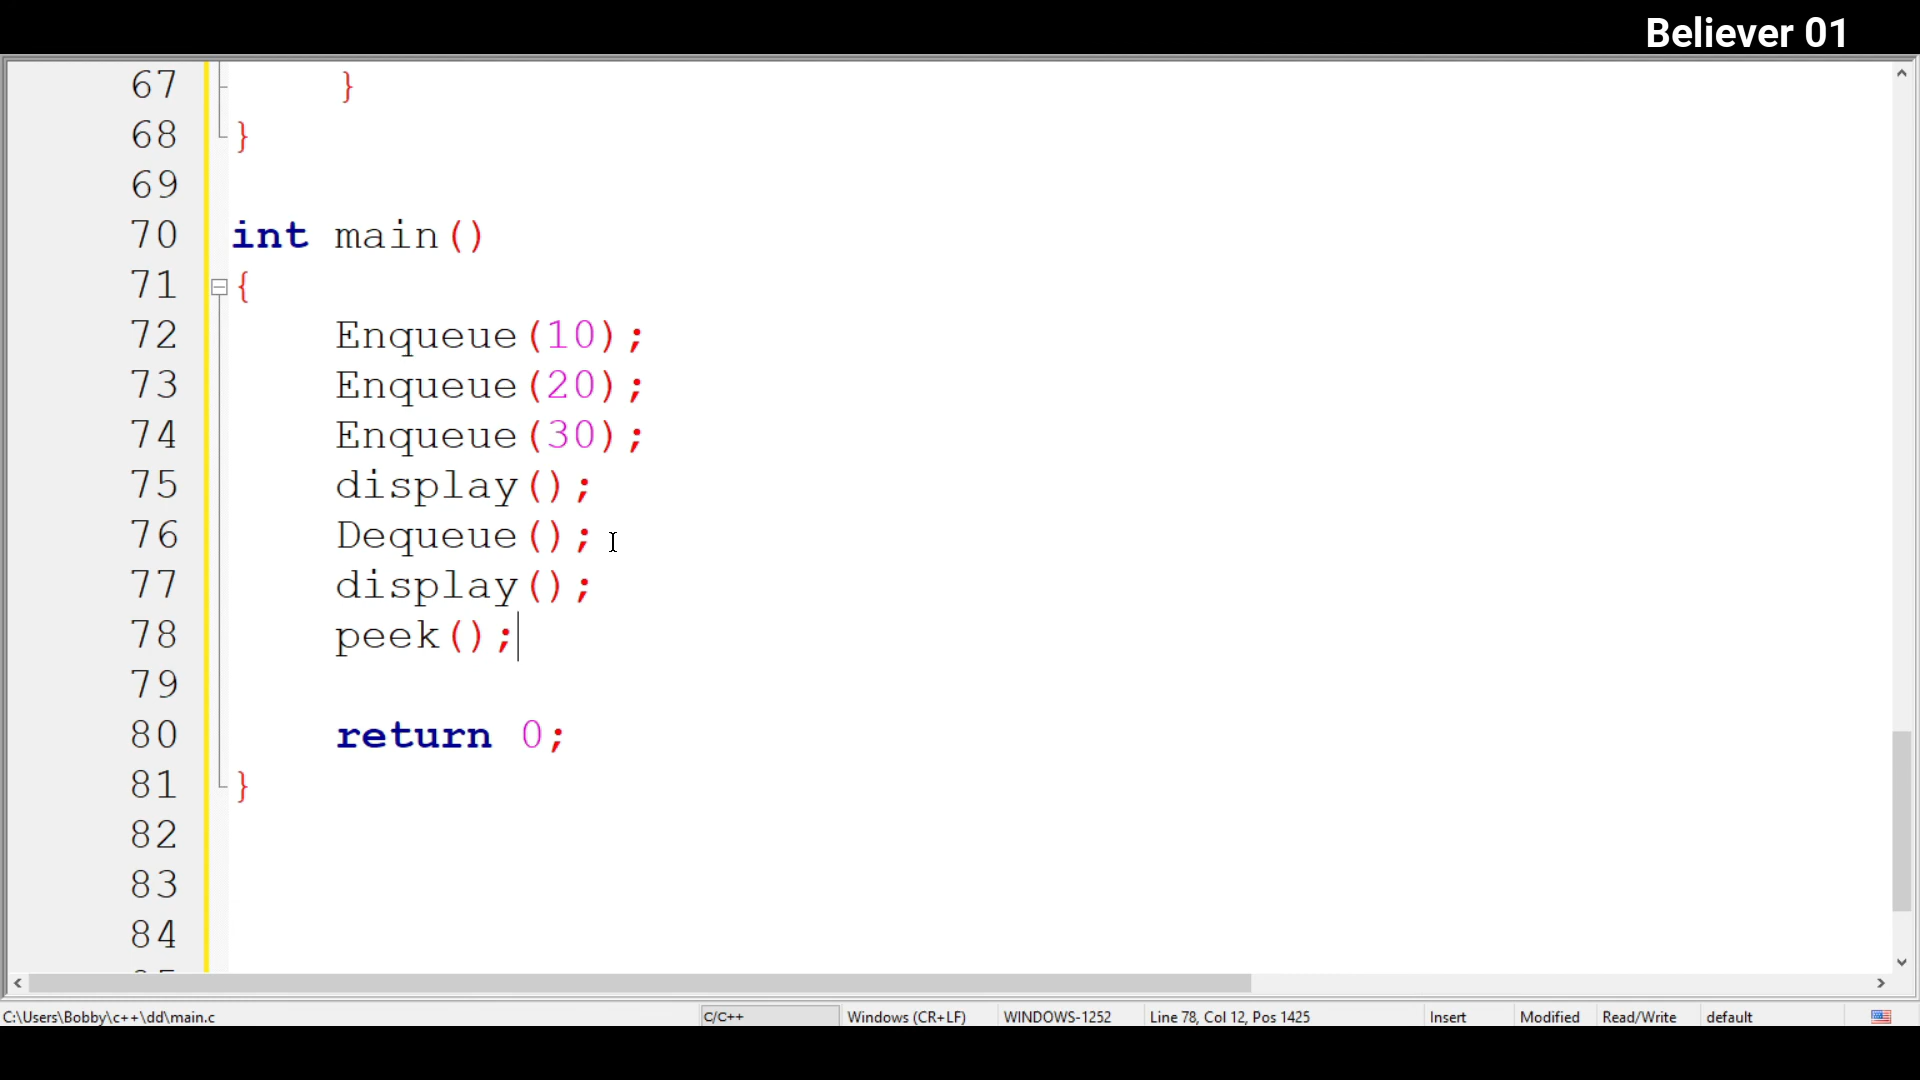 Believer 01
67 }
68 }
69
70 int main()
71 {
72 Enqueue(10);
73 Enqueue(20);
74 Enqueue(30);
75 display();
76 Dequeue();
77 display();
78 peek();
79
80 return 0;
81 }
82
83
84
C:\Users\Bobby\c++\dd\main.c C/C++ Windows (CR+LF) WINDOWS-1252 Line 78, Col 12, Pos 1425 Insert Modified Read/Write default